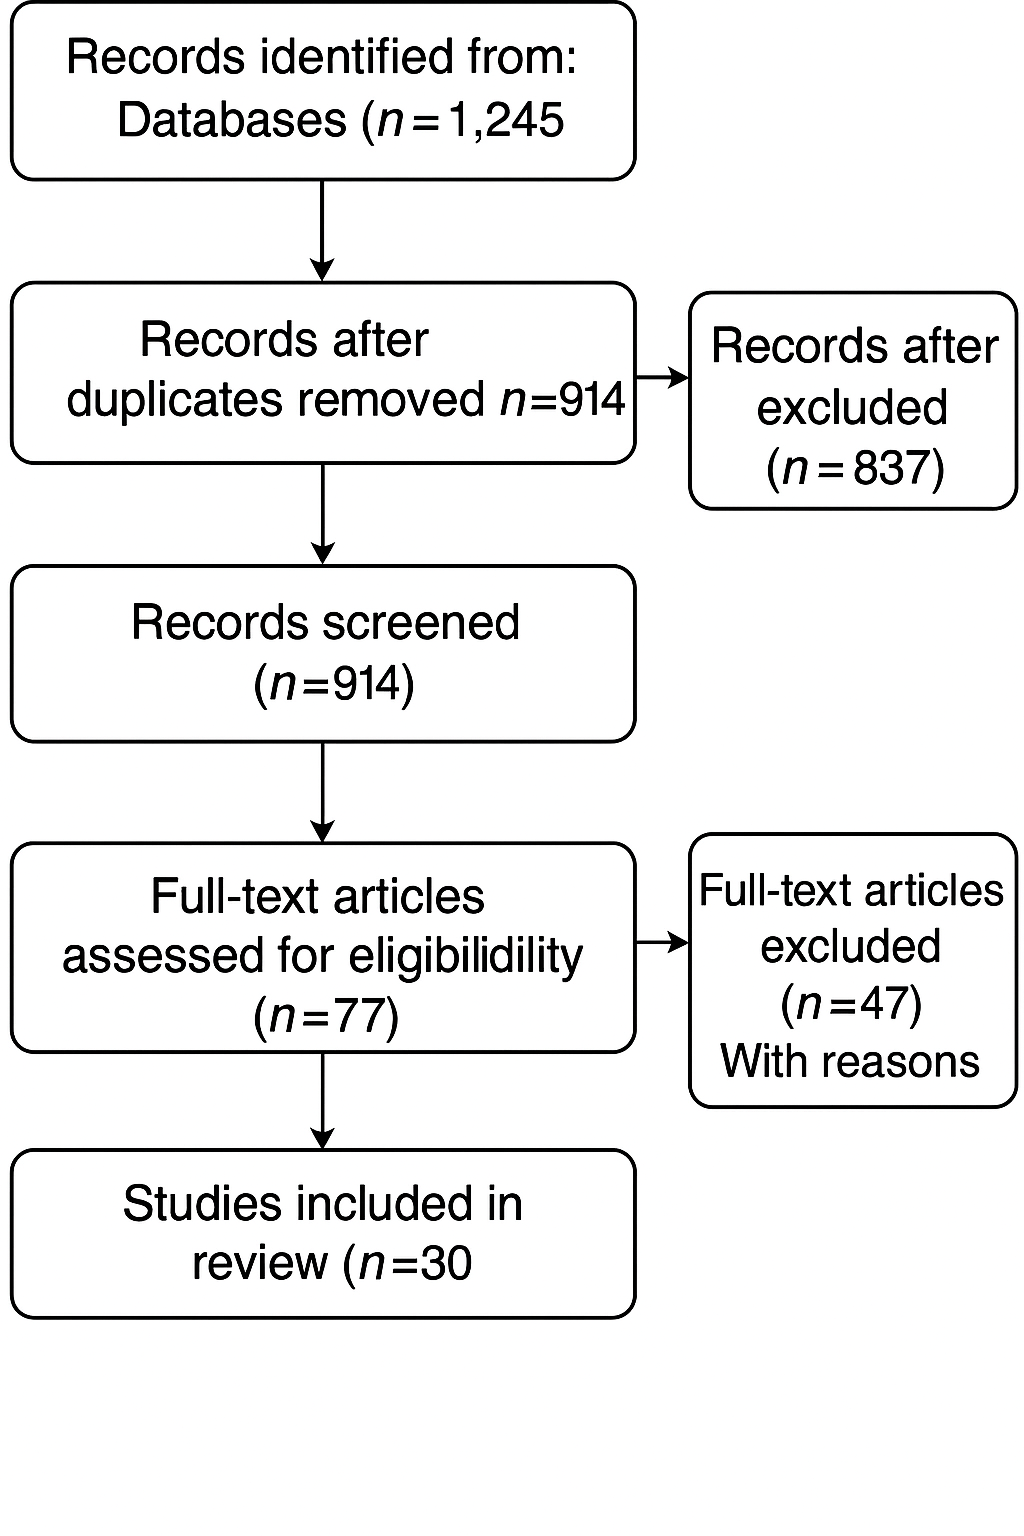 Records identified from:
Databases (n = 1,245
Records after
duplicates removed n=914
Records after
excluded
(n = 837)
Records screened
(n=914)
Full-text articles
assessed for eligibilidility
(n=77)
Full-text articles
excluded
(n=47)
With reasons
Studies included in
review (n=30